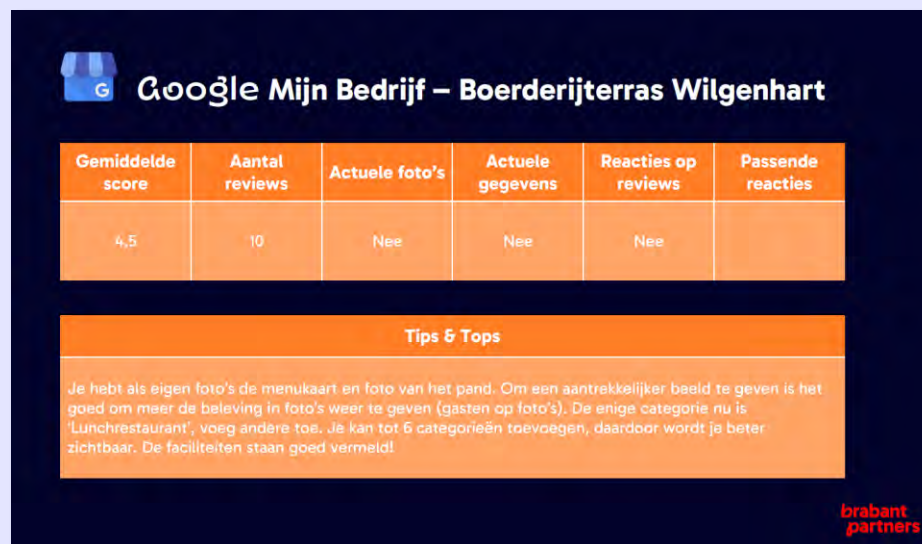 G
Google Mijn Bedrijf – Boerderijterras Wilgenhart
Gemiddelde score
Aantal reviews
Actuele foto's
Actuele gegevens
Reacties op reviews
Passende reacties
4,5
10
Nee
Nee
Nee
Tips & Tops
Je hebt als eigen foto's de menukaart en foto van het pand. Om een aantrekkelijker beeld te geven is het
goed om meer de beleving in foto's weer te geven (gasten op foto's). De enige categorie nu is
'Lunchrestaurant', voeg andere toe. Je kan tot 6 categorieën toevoegen, daardoor wordt je beter
zichtbaar. De faciliteiten staan goed vermeld!
brabant
partners